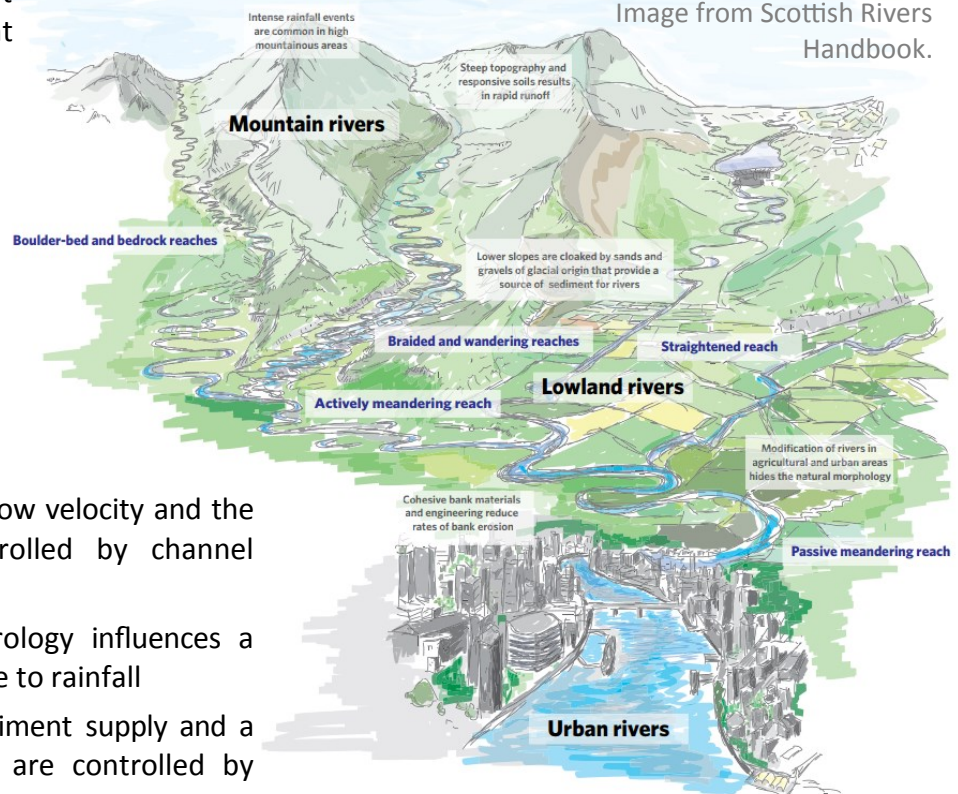 Image from Scottish Rivers
Handbook.
Intense rainfall events
are common in high
mountainous areas
Steep topography and
responsive soils results
in rapid runoff
Mountain rivers
Boulder-bed and bedrock reaches
Lower slopes are cloaked by sands and
gravels of glacial origin that provide a
source of sediment for rivers
Braided and wandering reaches
Straightened reach
Lowland rivers
Actively meandering reach
Modification of rivers in
agricultural and urban areas
hides the natural morphology
Cohesive bank materials
and engineering reduce
rates of bank erosion
Passive meandering reach
Urban rivers
ow velocity and the
rolled by channel
rology influences a
e to rainfall
iment supply and a
are controlled by